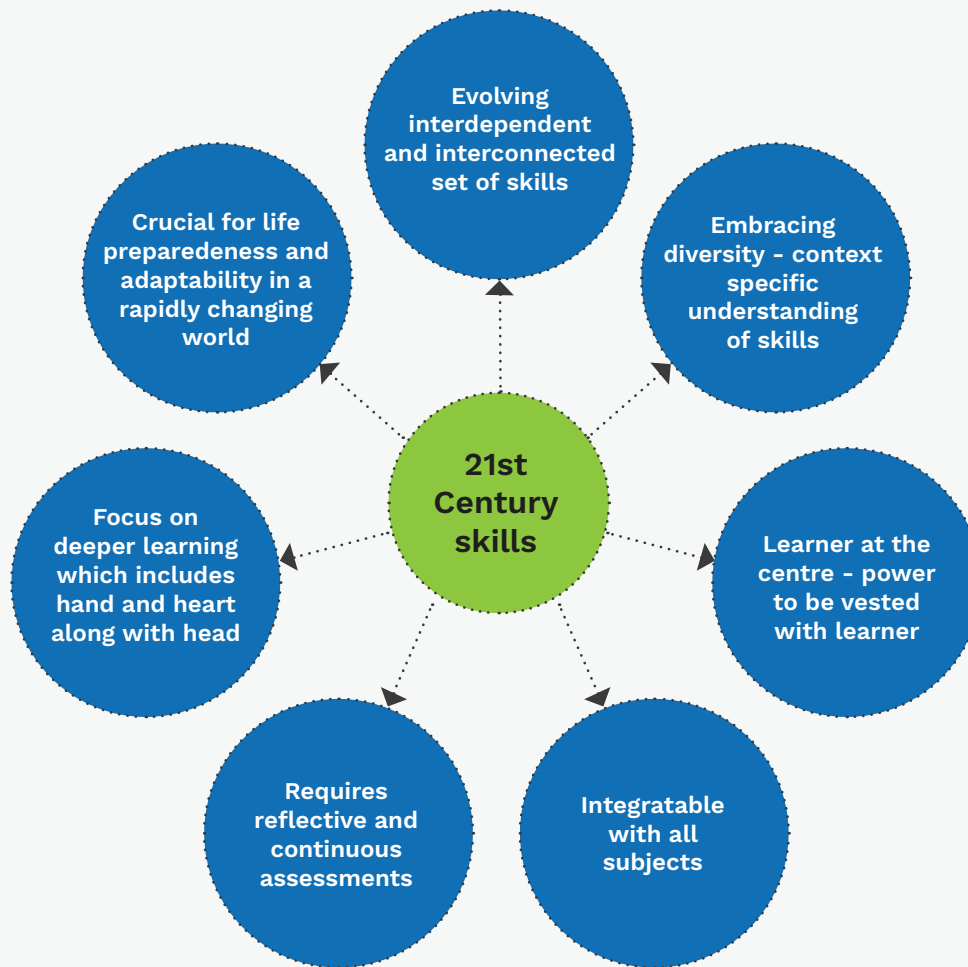 Evolving
interdependent
and interconnected
set of skills
Embracing
diversity - context
specific
understanding
of skills
Learner at the
centre - power
to be vested
with learner
Integratable
with all
subjects
Requires
reflective and
continuous
assessments
Focus on
deeper learning
which includes
hand and heart
along with head
Crucial for life
preparedeness and
adaptability in a
rapidly changing
world
21st
Century
skills